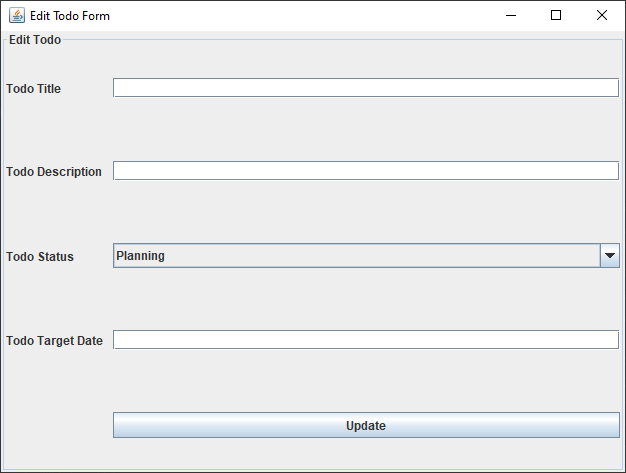 Edit Todo Form
Edit Todo
Todo Title
Todo Description
Todo Status
Planning
Todo Target Date
Update